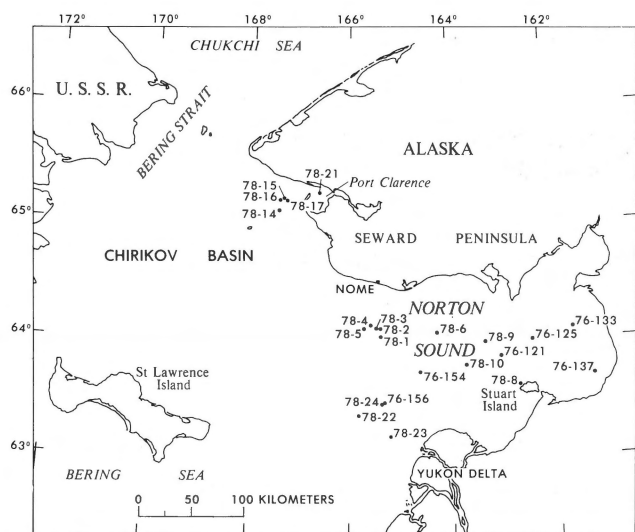 172° 170° 168° 166° 164° 162°
CHUKCHI SEA
66°
U. S. S. R.
BERING STRAIT
ALASKA
78-21
78-15
Port Clarence
78-16
78-17
65°
78-14
SEWARD PENINSULA
CHIRIKOV BASIN
NOME
NORTON
78-4
78-3
76-133
64°
78-5
78-2
78-6
78-9
76-125
78-1
SOUND
76-121
78-10
76-137
St Lawrence
Island
76-154
78-8
Stuart
Island
78-24
76-156
78-22
63°
78-23
BERING SEA
YUKON DELTA
0 50 100 KILOMETERS